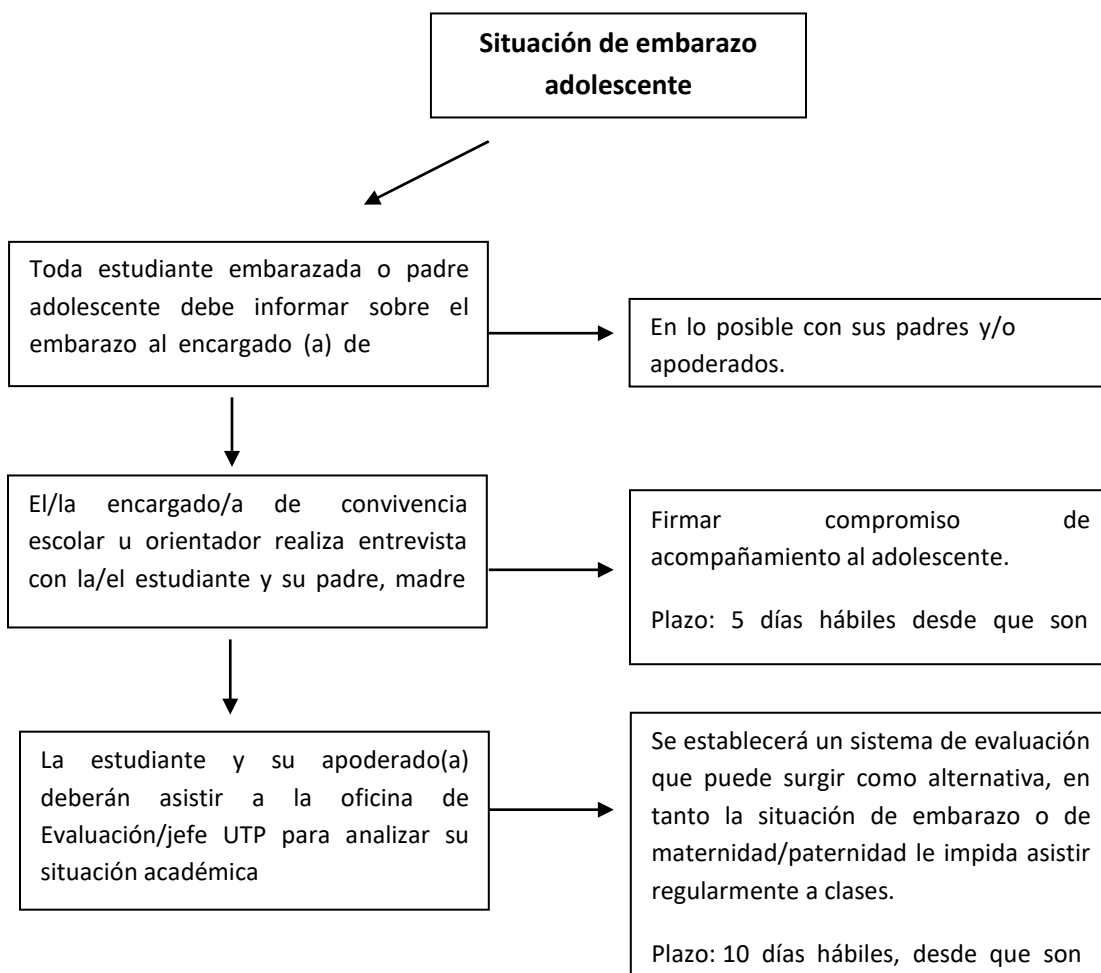 Situación de embarazo
adolescente
Toda estudiante embarazada o padre
adolescente debe informar sobre el
embarazo al encargado (a) de
En lo posible con sus padres y/o
apoderados.
El/la encargado/a de convivencia
escolar u orientador realiza entrevista
con la/el estudiante y su padre, madre
Firmar compromiso de
acompañamiento al adolescente.
Plazo: 5 días hábiles desde que son
La estudiante y su apoderado(a)
deberán asistir a la oficina de
Evaluación/jefe UTP para analizar su
situación académica
Se establecerá un sistema de evaluación
que puede surgir como alternativa, en
tanto la situación de embarazo o de
maternidad/paternidad le impida asistir
regularmente a clases.
Plazo: 10 días hábiles, desde que son